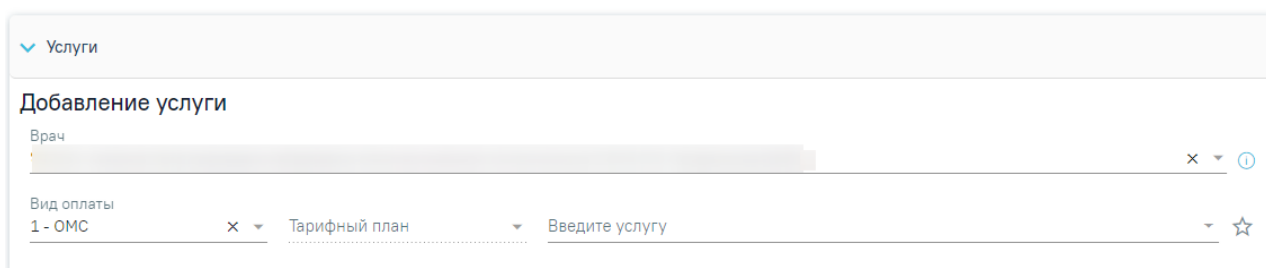 Услуги
Добавление услуги
Врач
Вид оплаты
1 - ОМС Тарифный план Введите услугу